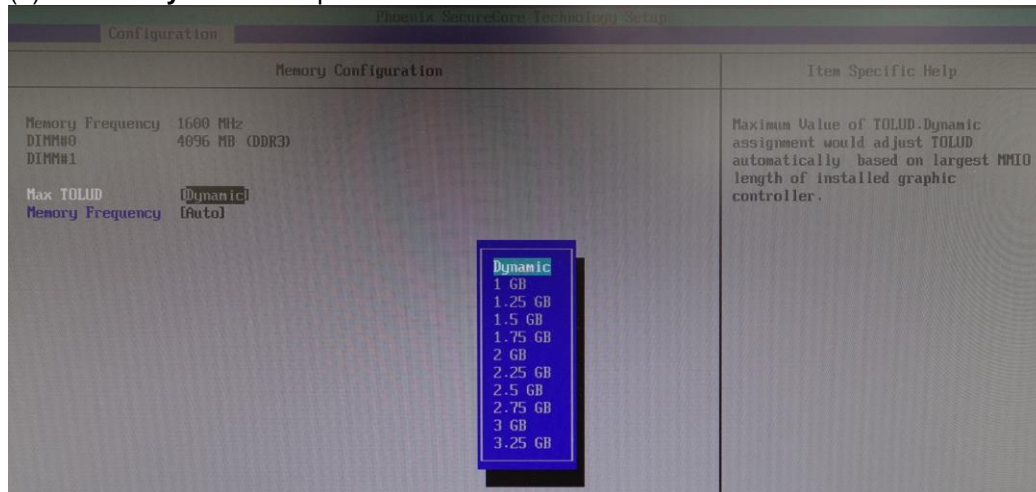 Phoenix SecureCore Technology Setup
Configuration
Memory Configuration
Item Specific Help
Memory Frequency 1600 MHz
DIMM#0 4096 MB (DDR3)
DIMM#1
Max TOLUD [Dynamic]
Memory Frequency [Auto]
Maximum Value of TOLUD.Dynamic
assignment would adjust TOLUD
automatically based on largest MMIO
length of installed graphic
controller.
Dynamic
1 GB
1.25 GB
1.5 GB
1.75 GB
2 GB
2.25 GB
2.5 GB
2.75 GB
3 GB
3.25 GB